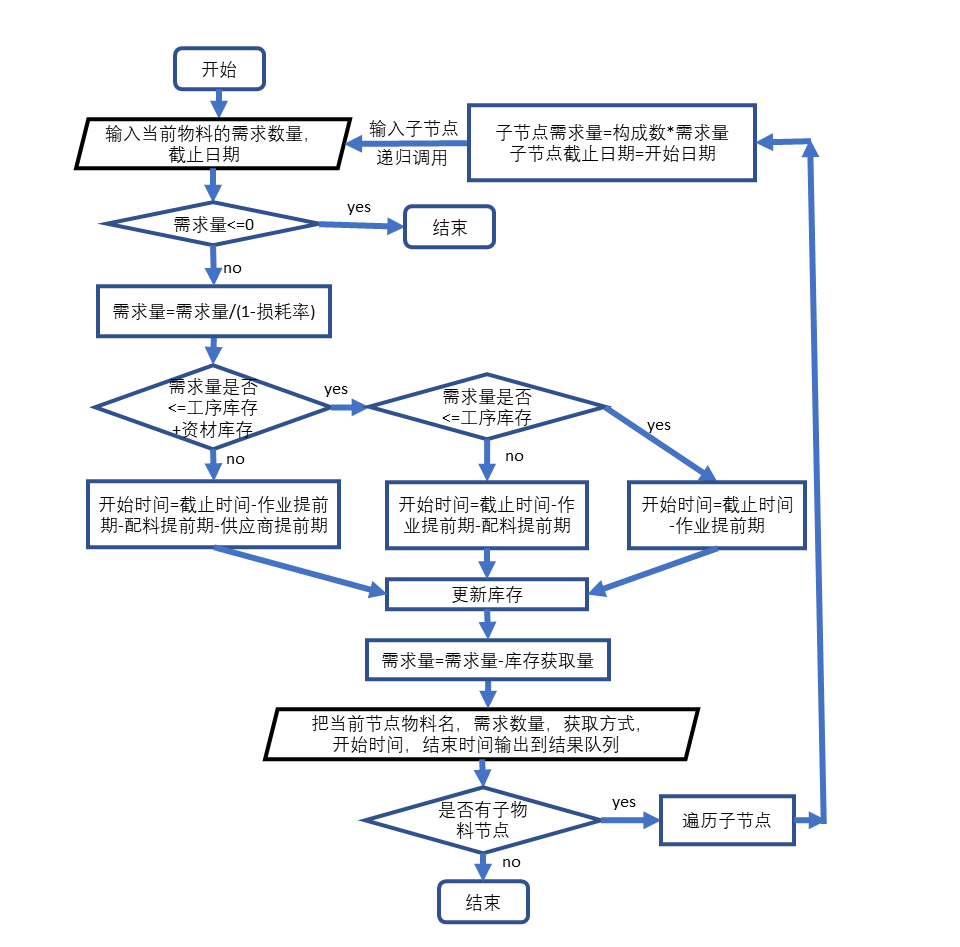 开始
输入当前物料的需求数量,
截止日期
输入子节点
递归调用
子节点需求量=构成数*需求量
子节点截止日期=开始日期
需求量<=0
yes
结束
no
需求量=需求量/(1-损耗率)
需求量是否
<=工序库存
+资材库存
yes
需求量是否
<=工序库存
yes
no
no
开始时间=截止时间-作业提前
期-配料提前期-供应商提前期
开始时间=截止时间-作
业提前期-配料提前期
开始时间=截止时间
-作业提前期
更新库存
需求量=需求量-库存获取量
把当前节点物料名，需求数量，获取方式，
开始时间，结束时间输出到结果队列
是否有子物
料节点
yes
遍历子节点
no
结束